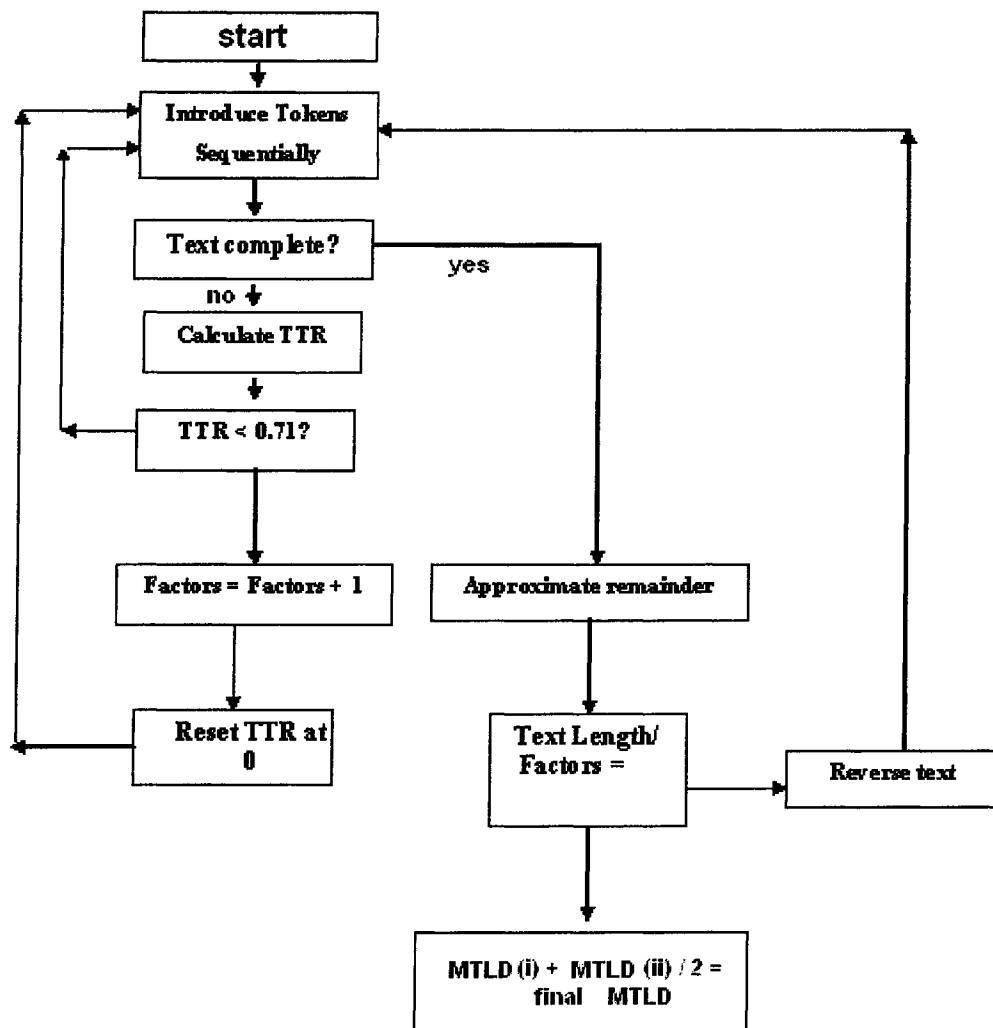 start
Introduce Tokens
Sequentially
Text complete?
yes
no
Calculate TTR
TTR < 0.71?
Factors = Factors + 1
Approximate remainder
Reset TTR at
0
Text Length/
Factors =
Reverse text
MTLD (i) + MTLD (ii) / 2 =
final MTLD